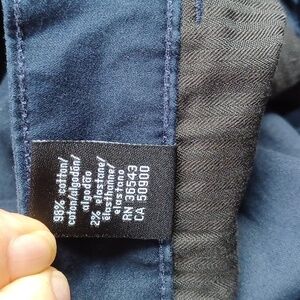 98% cotton/
coton/algodón/
algodão
2% elastane/
élasthanne/
elastano
RN 36543
CA 50900